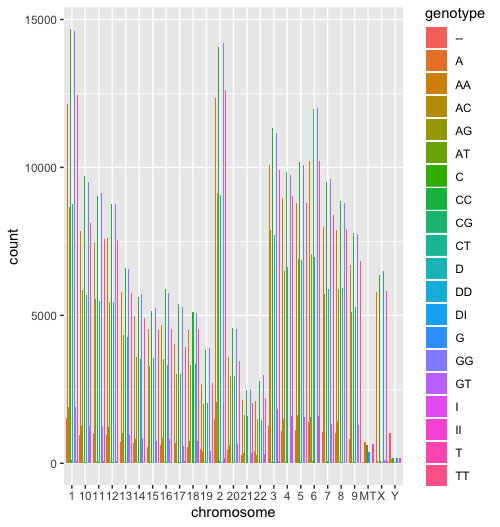 genotype
--
A
AA
AC
AG
AT
C
CC
CG
CT
D
DD
DI
G
GG
GT
I
II
T
TT
15000
10000
5000
0
count
1 10 11 12 13 14 15 16 17 18 19 2 20 21 22 3 4 5 6 7 8 9 MT X Y
chromosome